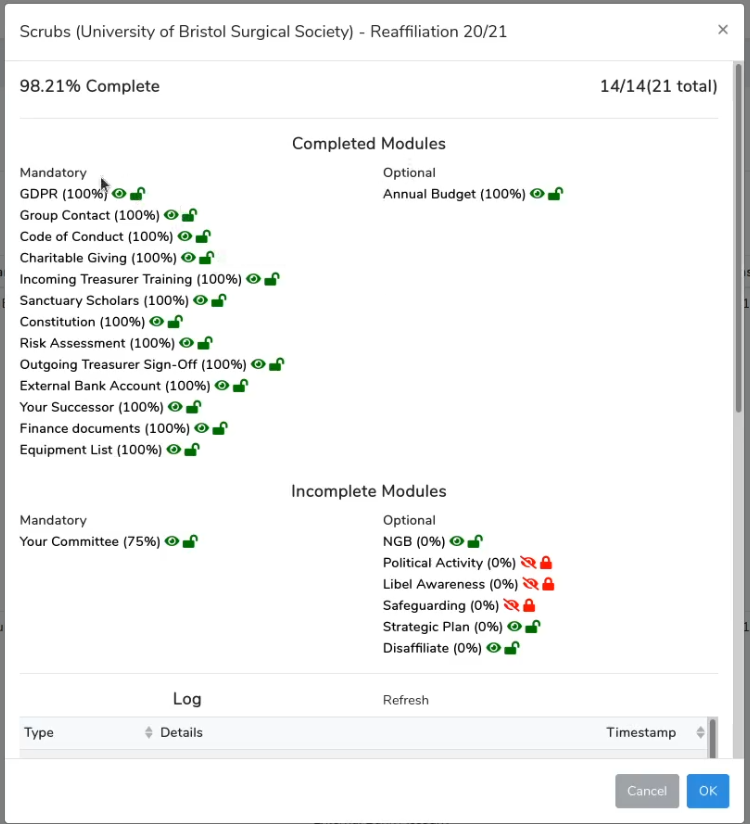 Scrubs (University of Bristol Surgical Society) - Reaffiliation 20/21
×
98.21% Complete 14/14(21 total)
Completed Modules
Mandatory
GDPR (100%)
Group Contact (100%)
Code of Conduct (100%)
Charitable Giving (100%)
Incoming Treasurer Training (100%)
Sanctuary Scholars (100%)
Constitution (100%)
Risk Assessment (100%)
Outgoing Treasurer Sign-Off (100%)
External Bank Account (100%)
Your Successor (100%)
Finance documents (100%)
Equipment List (100%)
Optional
Annual Budget (100%)
Incomplete Modules
Mandatory
Your Committee (75%)
Optional
NGB (0%)
Political Activity (0%)
Libel Awareness (0%)
Safeguarding (0%)
Strategic Plan (0%)
Disaffiliate (0%)
Log Refresh
Type Details Timestamp
Cancel OK